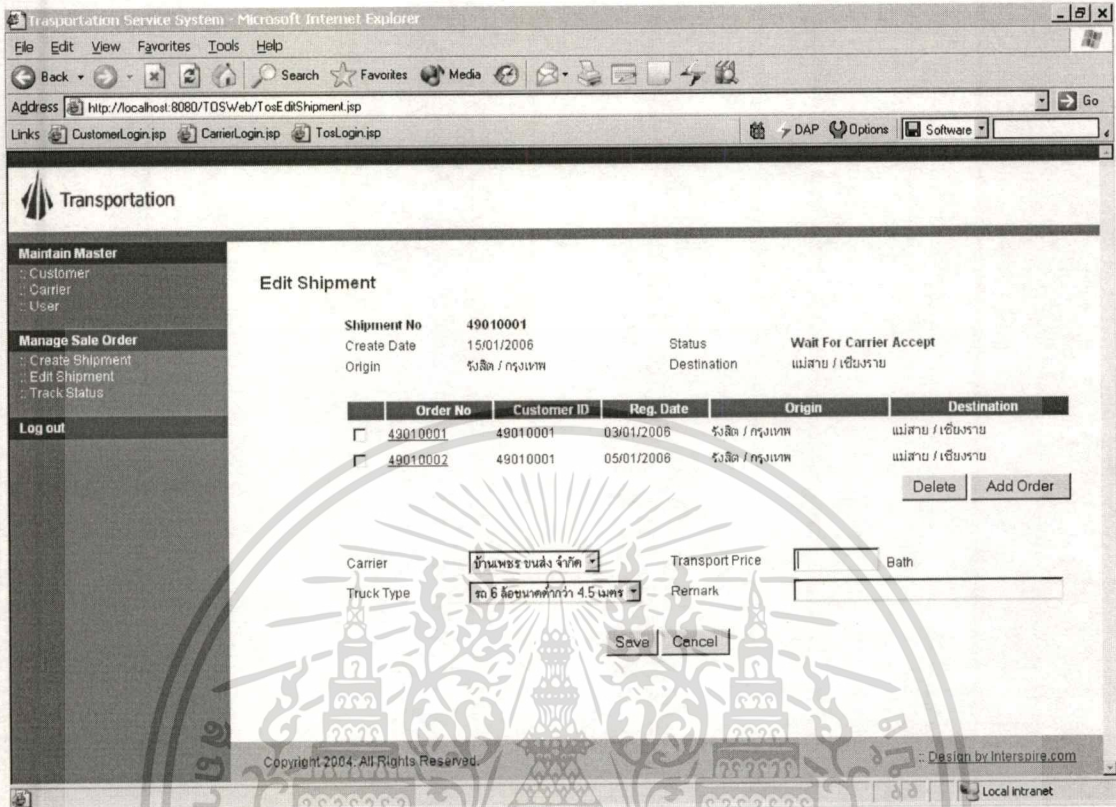 Trasportation Service System - Microsoft Internet Explorer
File Edit View Favorites Tools Help
Back Search Favorites Media
Address http://localhost:8080/TOSWeb/TosEditShipment.jsp Go
Links CustomerLogin.jsp CarrierLogin.jsp TosLogin.jsp DAP Options Software
Transportation
Maintain Master
:: Customer
:: Carrier
:: User
Manage Sale Order
:: Create Shipment
:: Edit Shipment
:: Track Status
Log out
Edit Shipment
Shipment No 49010001
Create Date 15/01/2006 Status Wait For Carrier Accept
Origin รังสิต / กรุงเทพ Destination แม่สาย / เชียงราย
Order No Customer ID Reg. Date Origin Destination
49010001 49010001 03/01/2006 รังสิต / กรุงเทพ แม่สาย / เชียงราย
49010002 49010001 05/01/2006 รังสิต / กรุงเทพ แม่สาย / เชียงราย
Delete Add Order
Carrier บ้านเพชร ขนส่ง จำกัด Transport Price Bath
Truck Type รถ 6 ล้อขนาดต่ำกว่า 4.5 เมตร Remark
Save Cancel
Copyright 2004. All Rights Reserved. :: Design by Interspire.com
Local intranet